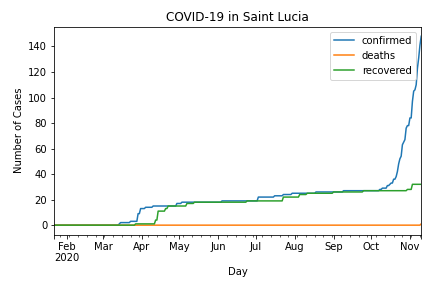 COVID-19 in Saint Lucia
confirmed
deaths
recovered
Number of Cases
140
120
100
80
60
40
20
0
Feb
2020
Mar
Apr
May
Jun
Jul
Aug
Sep
Oct
Nov
Day